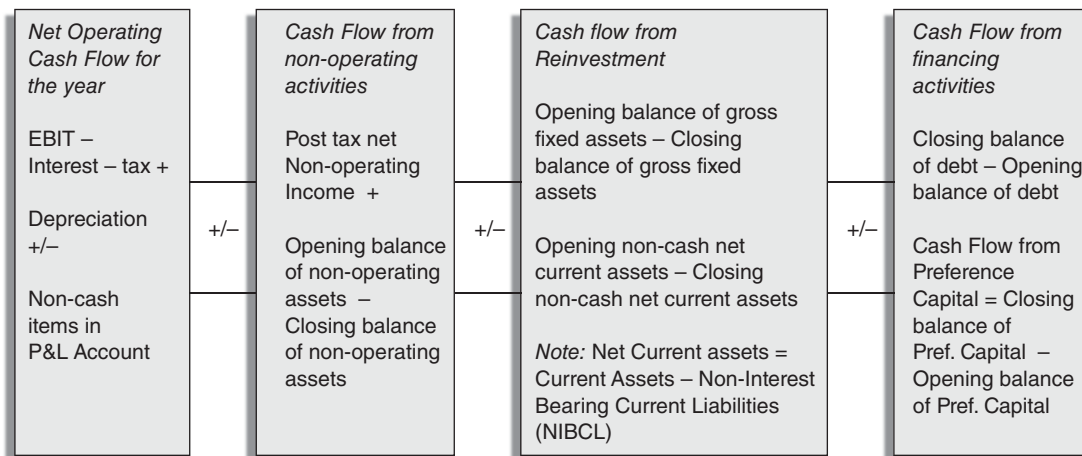 Net Operating
Cash Flow for
the year
EBIT –
Interest – tax +
Depreciation
+/–
Non-cash
items in
P&L Account
+/–
Cash Flow from
non-operating
activities
Post tax net
Non-operating
Income +
Opening balance
of non-operating
assets –
Closing balance
of non-operating
assets
+/–
Cash flow from
Reinvestment
Opening balance of gross
fixed assets – Closing
balance of gross fixed
assets
Opening non-cash net
current assets – Closing
non-cash net current assets
Note: Net Current assets =
Current Assets – Non-Interest
Bearing Current Liabilities
(NIBCL)
+/–
Cash Flow from
financing
activities
Closing balance
of debt – Opening
balance of debt
Cash Flow from
Preference
Capital = Closing
balance of
Pref. Capital –
Opening balance
of Pref. Capital